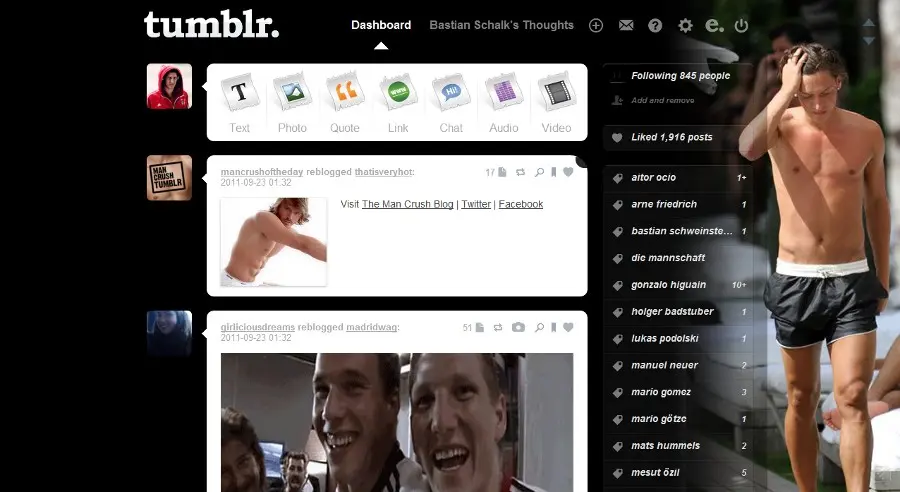 tumblr.
Dashboard
Bastian Schalk's Thoughts
Following 845 people
Add and remove
Liked 1,916 posts
T
WWW
Hi!
Text
Photo
Quote
Link
Chat
Audio
Video
MAN
CRUSH
TUMBLR
mancrushoftheday reblogged thatisveryhot:
17
2011-09-23 01:32
Visit The Man Crush Blog | Twitter | Facebook
girliciousdreams reblogged madridwag:
51
2011-09-23 01:32
aitor ocio 1+
arne friedrich 1
bastian schweinste... 1
die mannschaft
gonzalo higuain 10+
holger badstuber 1
lukas podolski 1
manuel neuer 2
mario gomez 3
mario götze 1
mats hummels 2
mesut özil 5